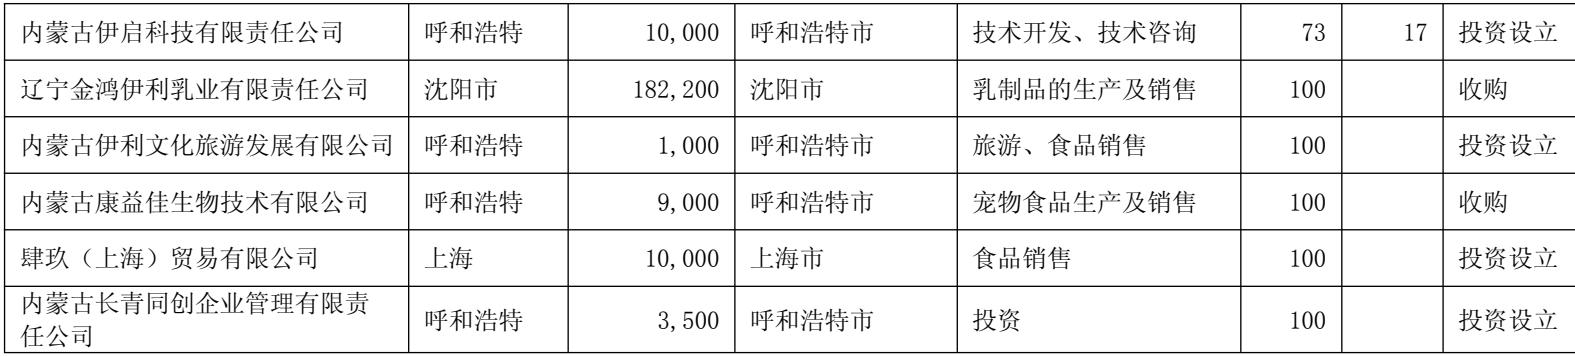 内蒙古伊启科技有限责任公司 呼和浩特 10,000 呼和浩特市 技术开发、技术咨询 73 17 投资设立
辽宁金鸿伊利乳业有限责任公司 沈阳市 182,200 沈阳市 乳制品的生产及销售 100 收购
内蒙古伊利文化旅游发展有限公司 呼和浩特 1,000 呼和浩特市 旅游、食品销售 100 投资设立
内蒙古康益佳生物技术有限公司 呼和浩特 9,000 呼和浩特市 宠物食品生产及销售 100 收购
肆玖（上海）贸易有限公司 上海 10,000 上海市 食品销售 100 投资设立
内蒙古长青同创企业管理有限责
任公司 呼和浩特 3,500 呼和浩特市 投资 100 投资设立